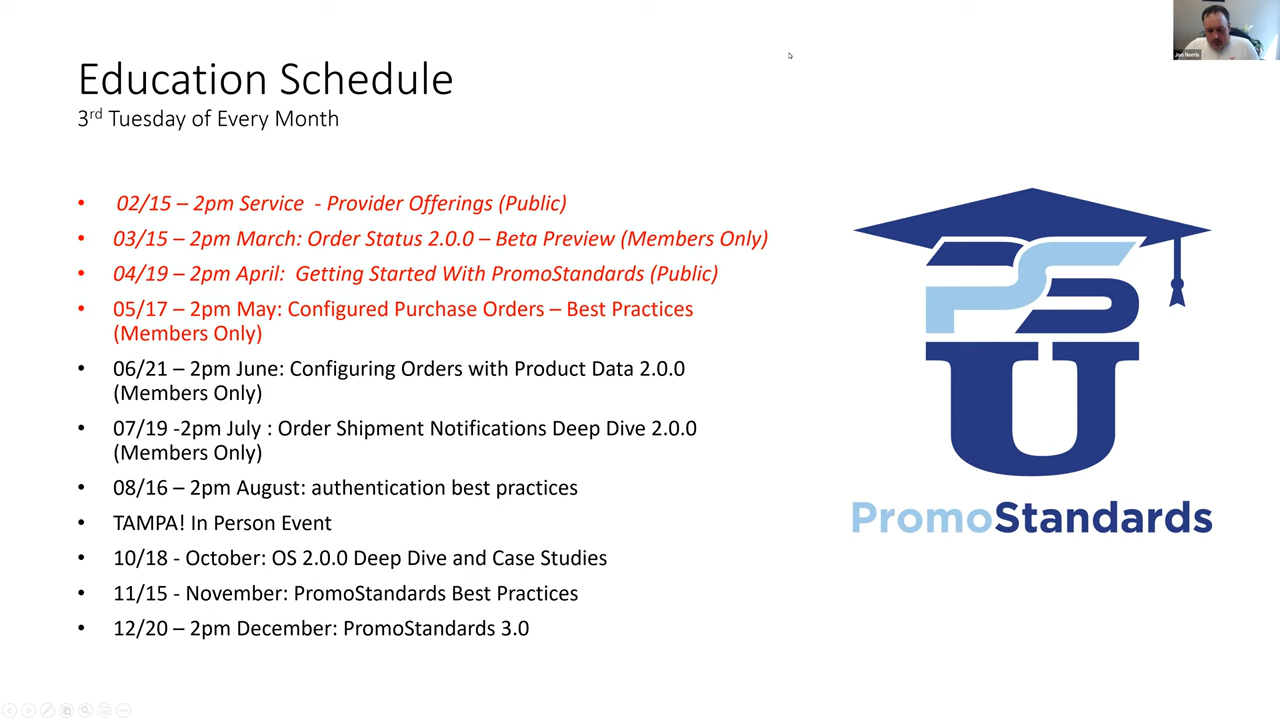 Education Schedule
3rd Tuesday of Every Month
• 02/15 – 2pm Service - Provider Offerings (Public)
• 03/15 – 2pm March: Order Status 2.0.0 – Beta Preview (Members Only)
• 04/19 – 2pm April: Getting Started With PromoStandards (Public)
• 05/17 – 2pm May: Configured Purchase Orders – Best Practices
(Members Only)
• 06/21 – 2pm June: Configuring Orders with Product Data 2.0.0
(Members Only)
• 07/19 -2pm July : Order Shipment Notifications Deep Dive 2.0.0
(Members Only)
• 08/16 – 2pm August: authentication best practices
• TAMPA! In Person Event
• 10/18 - October: OS 2.0.0 Deep Dive and Case Studies
• 11/15 - November: PromoStandards Best Practices
• 12/20 – 2pm December: PromoStandards 3.0
PS
U
PromoStandards
Jon Norris